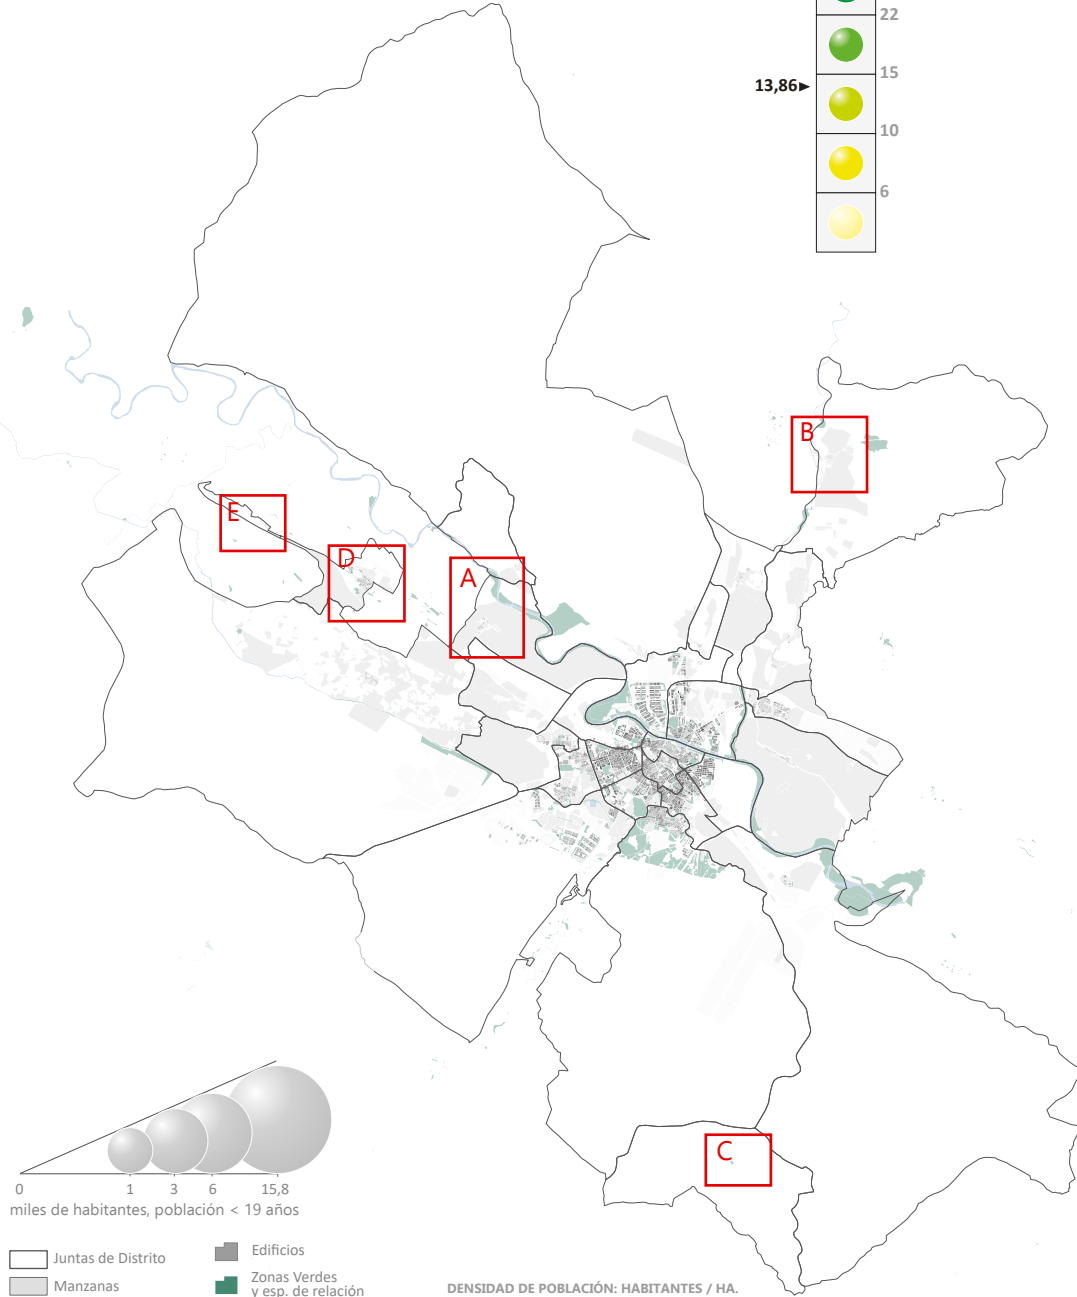 22
15
13,86
10
6
B
E
D
A
C
0 1 3 6 15,8
miles de habitantes, población < 19 años
Juntas de Distrito
Edificios
Manzanas
Zonas Verdes
y esp. de relación
DENSIDAD DE POBLACIÓN: HABITANTES / HA.